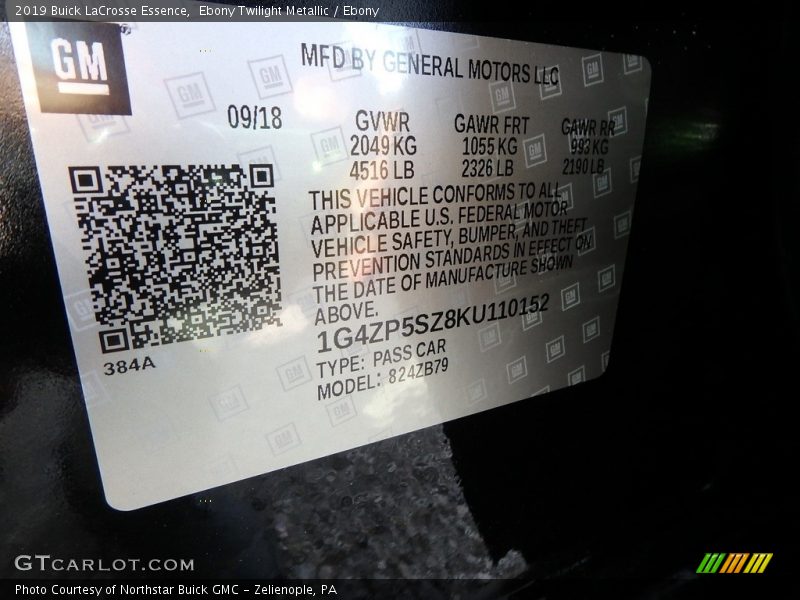 2019 Buick LaCrosse Essence,  Ebony Twilight Metallic / Ebony
GM
MFD BY GENERAL MOTORS LLC
09/18
GVWR GAWR FRT GAWR RR
2049 KG 1055 KG 993 KG
4516 LB 2326 LB 2190 LB
THIS VEHICLE CONFORMS TO ALL
APPLICABLE U.S. FEDERAL MOTOR
VEHICLE SAFETY, BUMPER, AND THEFT
PREVENTION STANDARDS IN EFFECT ON
THE DATE OF MANUFACTURE SHOWN
ABOVE.
1G4ZP5SZ8KU110152
TYPE: PASS CAR
MODEL: 824ZB79
384A
GTCARLOT.COM
Photo Courtesy of Northstar Buick GMC - Zelienople, PA